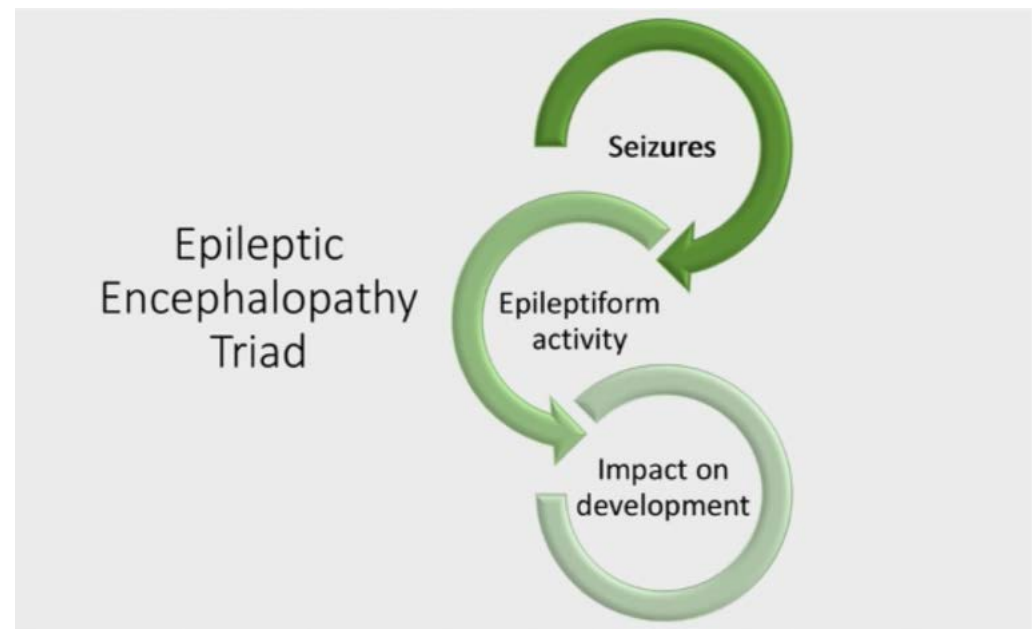 Epileptic
Encephalopathy
Triad
Seizures
Epileptiform
activity
Impact on
development